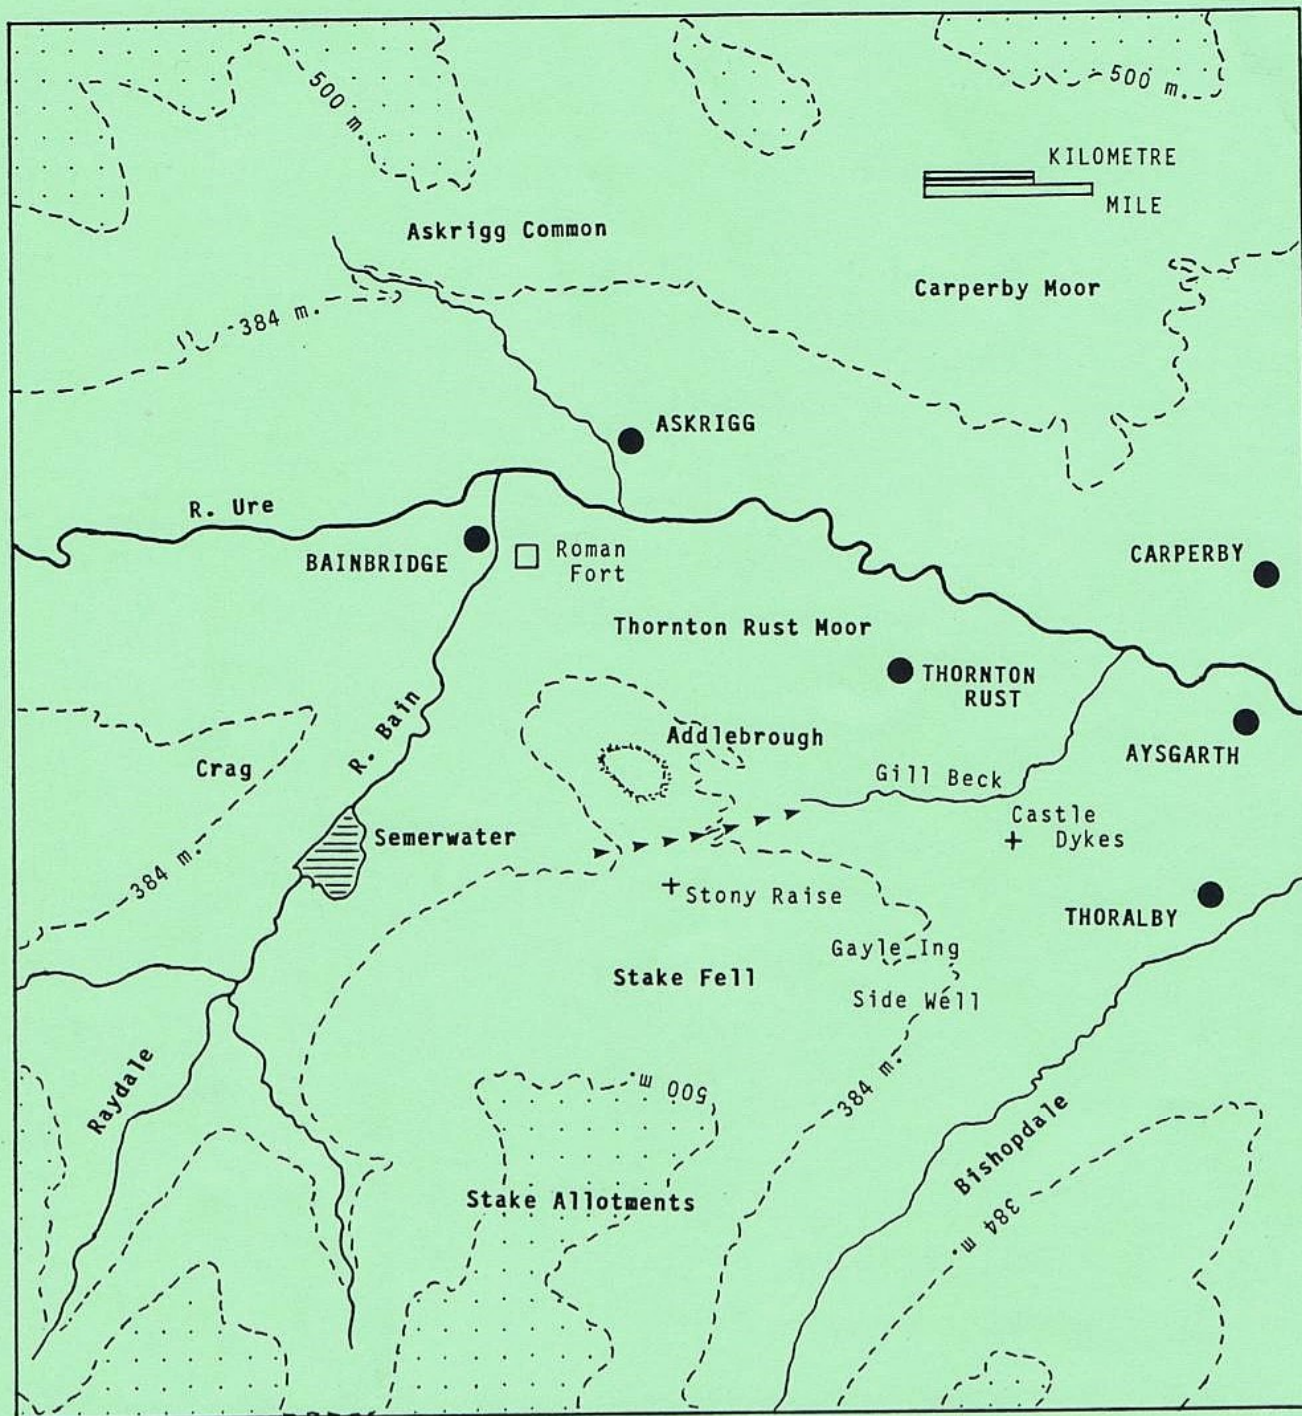 500 m.
500 m.
KILOMETRE
MILE
Askrigg Common
Carperby Moor
384 m.
ASKRIGG
R. Ure
BAINBRIDGE
Roman
Fort
CARPERBY
Thornton Rust Moor
THORNTON
RUST
R. Bain
Addlebrough
AYSGARTH
Crag
Gill Beck
Castle
Dykes
Semerwater
384 m.
Stony Raise
THORALBY
Gayle Ing
Stake Fell
Side Well
500 m.
384 m.
Raydale
Bishopdale
Stake Allotments
384 m.